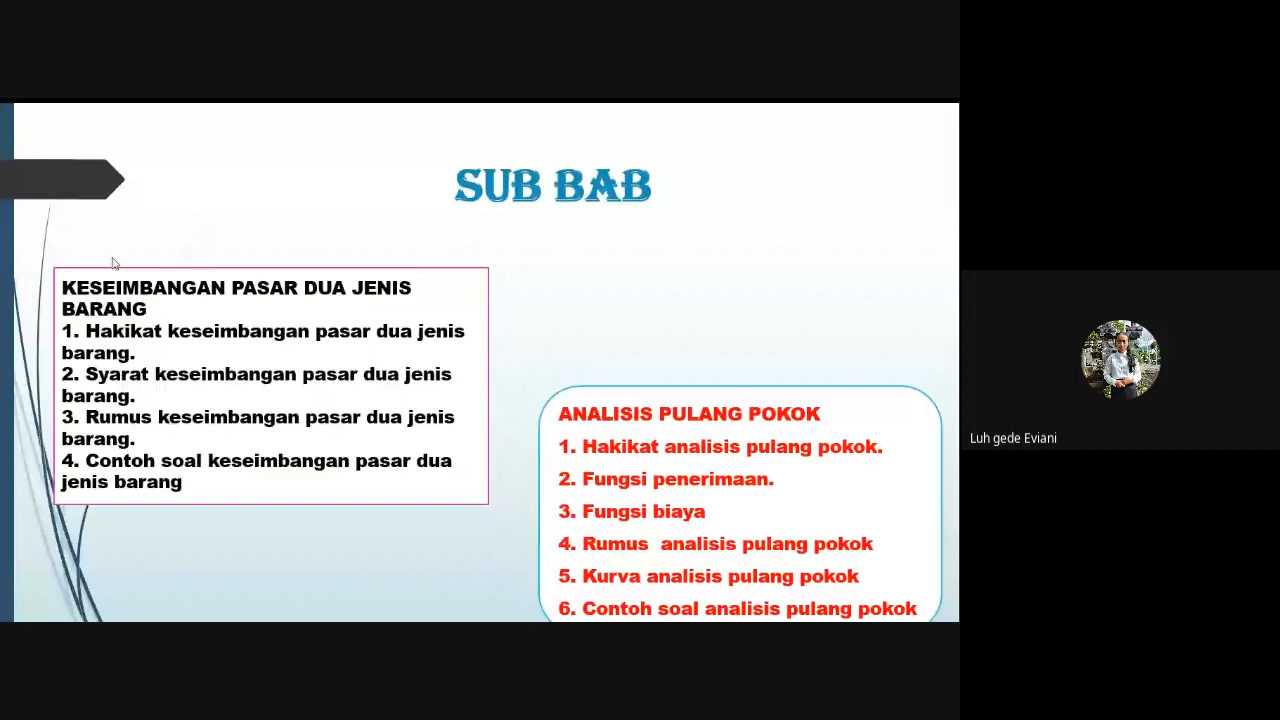 SUB BAB
KESEIMBANGAN PASAR DUA JENIS
BARANG
1. Hakikat keseimbangan pasar dua jenis
barang.
2. Syarat keseimbangan pasar dua jenis
barang.
3. Rumus keseimbangan pasar dua jenis
barang.
4. Contoh soal keseimbangan pasar dua
jenis barang
ANALISIS PULANG POKOK
1. Hakikat analisis pulang pokok.
2. Fungsi penerimaan.
3. Fungsi biaya
4. Rumus  analisis pulang pokok
5. Kurva analisis pulang pokok
6. Contoh soal analisis pulang pokok
Luh gede Eviani